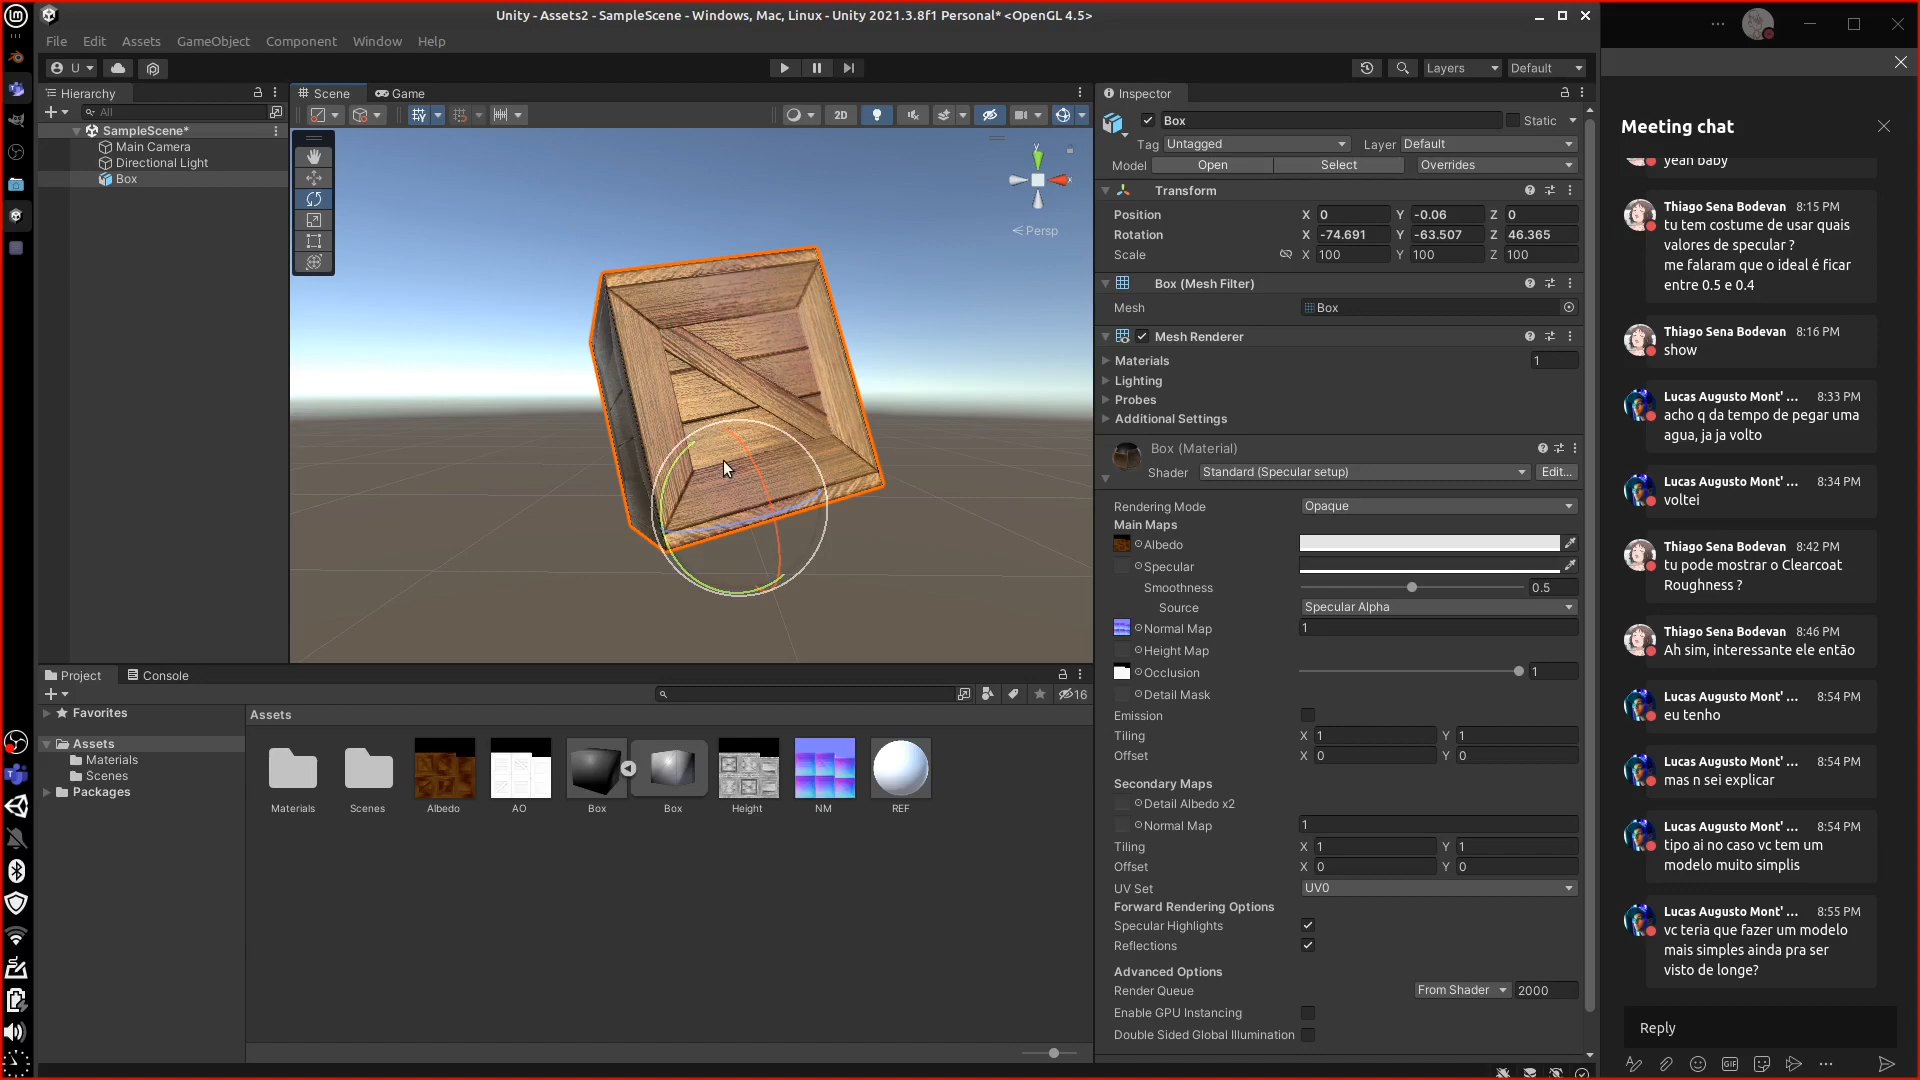 Unity - Assets2 - SampleScene - Windows, Mac, Linux - Unity 2021.3.8f1 Personal* <OpenGL 4.5>
File Edit Assets GameObject Component Window Help
U
Layers
Default
Hierarchy
All
SampleScene*
Main Camera
Directional Light
Box
Scene
Game
2D
y
x
Persp
Inspector
Box
Static
Tag Untagged
Layer Default
Model Open Select Overrides
Transform
Position X 0 Y -0.06 Z 0
Rotation X -74.691 Y -63.507 Z 46.365
Scale X 100 Y 100 Z 100
Box (Mesh Filter)
Mesh Box
Mesh Renderer
Materials 1
Lighting
Probes
Additional Settings
Box (Material)
Shader Standard (Specular setup) Edit...
Rendering Mode Opaque
Main Maps
Albedo
Specular
Smoothness 0.5
Source Specular Alpha
Normal Map 1
Height Map
Occlusion 1
Detail Mask
Emission
Tiling X 1 Y 1
Offset X 0 Y 0
Secondary Maps
Detail Albedo x2
Normal Map 1
Tiling X 1 Y 1
Offset X 0 Y 0
UV Set UV0
Forward Rendering Options
Specular Highlights
Reflections
Advanced Options
Render Queue From Shader 2000
Enable GPU Instancing
Double Sided Global Illumination
Project
Console
16
Favorites
Assets
Materials
Scenes
Packages
Assets
Materials
Scenes
Albedo
AO
Box
Box
Height
NM
REF
Meeting chat
yeah baby
Thiago Sena Bodevan 8:15 PM
tu tem costume de usar quais
valores de specular ?
me falaram que o ideal é ficar
entre 0.5 e 0.4
Thiago Sena Bodevan 8:16 PM
show
Lucas Augusto Mont' ... 8:33 PM
acho q da tempo de pegar uma
agua, ja ja volto
Lucas Augusto Mont' ... 8:34 PM
voltei
Thiago Sena Bodevan 8:42 PM
tu pode mostrar o Clearcoat
Roughness ?
Thiago Sena Bodevan 8:46 PM
Ah sim, interessante ele então
Lucas Augusto Mont' ... 8:54 PM
eu tenho
Lucas Augusto Mont' ... 8:54 PM
mas n sei explicar
Lucas Augusto Mont' ... 8:54 PM
tipo ai no caso vc tem um
modelo muito simplis
Lucas Augusto Mont' ... 8:55 PM
vc teria que fazer um modelo
mais simples ainda pra ser
visto de longe?
Reply
GIF